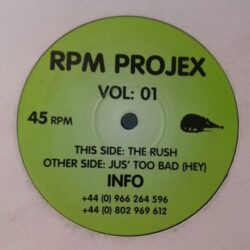 RPM PROJEX
VOL: 01
45 RPM
THIS SIDE: THE RUSH
OTHER SIDE: JUS' TOO BAD (HEY)
INFO
+44 (0) 966 264 596
+44 (0) 802 969 612